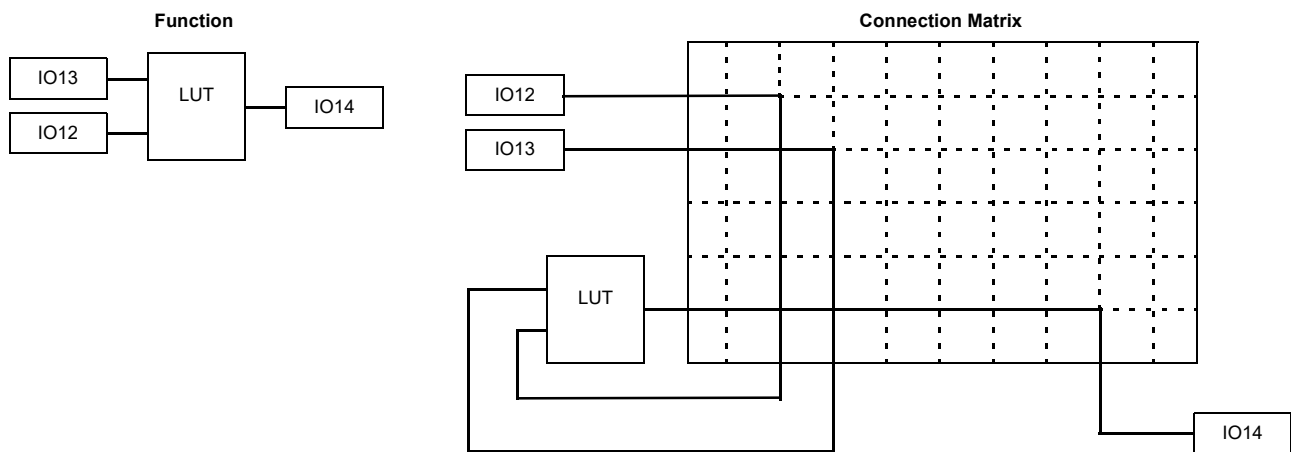 Function
IO13
IO12
LUT
IO14
Connection Matrix
IO12
IO13
LUT
IO14